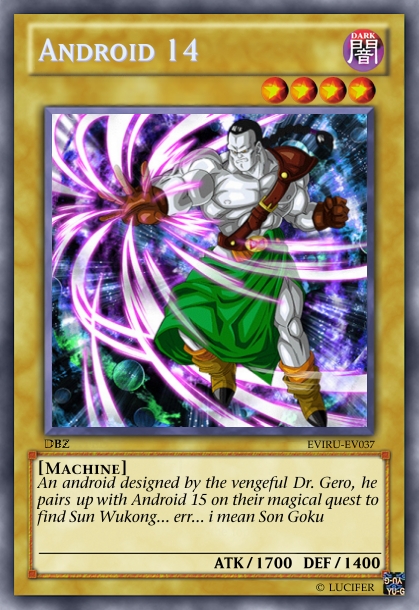 ANDROID 14
DARK
闇
DBZ
EVIRU-EV037
[MACHINE]
An android designed by the vengeful Dr. Gero, he
pairs up with Android 15 on their magical quest to
find Sun Wukong... err... i mean Son Goku
ATK / 1700 DEF / 1400
© LUCIFER